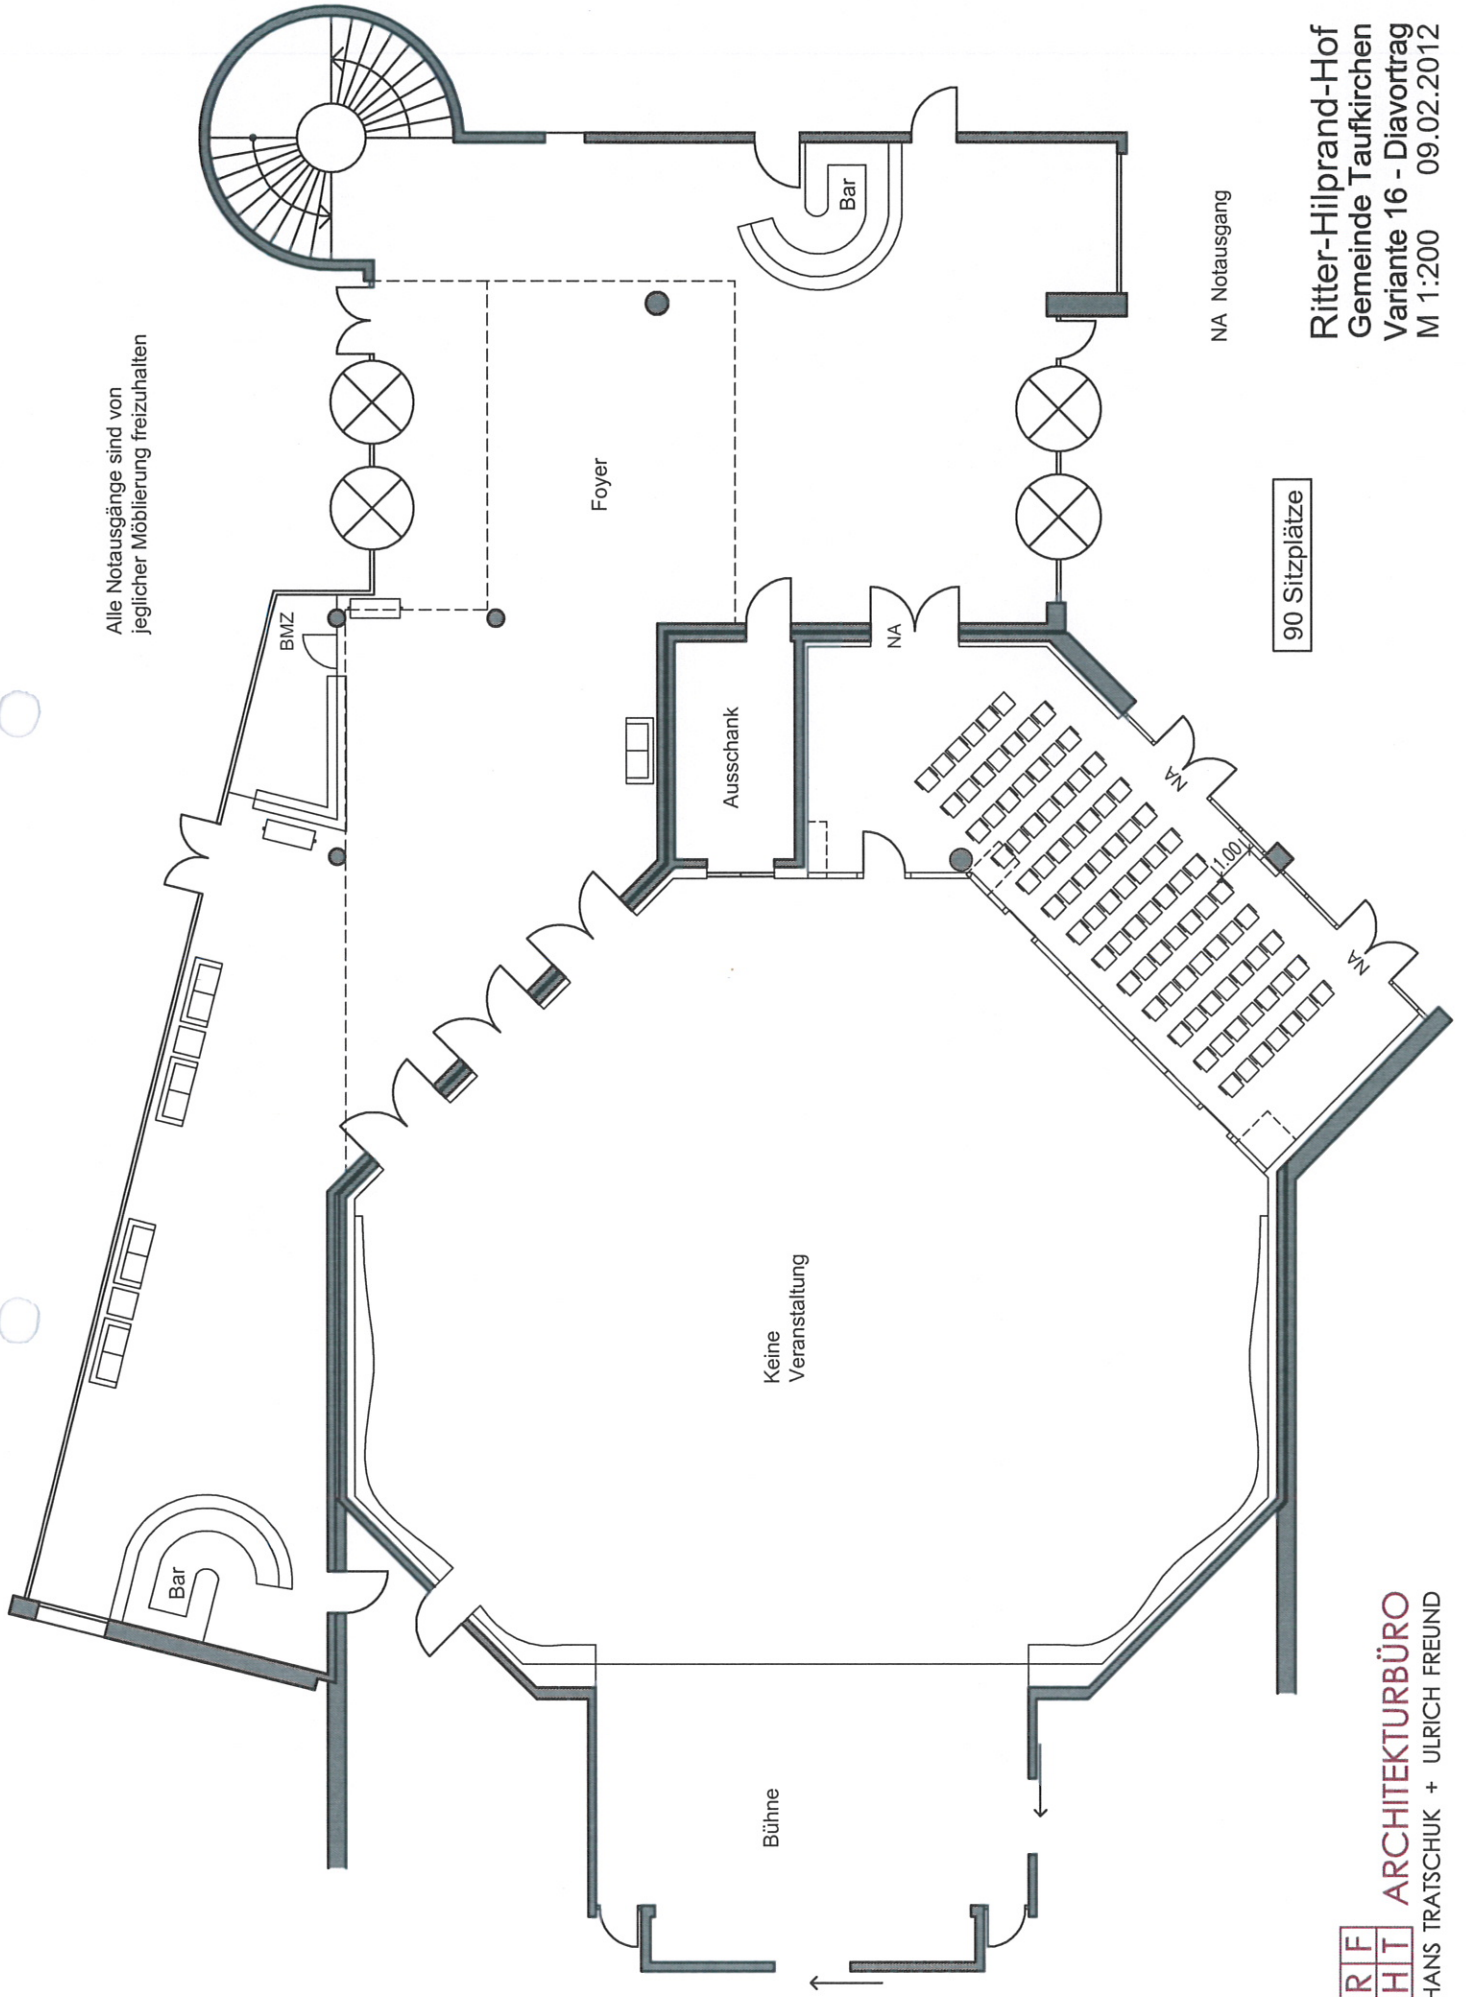 Alle Notausgänge sind von
jeglicher Möblierung freizuhalten
BMZ
Foyer
Bar
Ausschank
NA
NA
NA
1.00
Bar
Keine
Veranstaltung
Bühne
NA Notausgang
90 Sitzplätze
Ritter-Hilprand-Hof
Gemeinde Taufkirchen
Variante 16 - Diavortrag
M 1:200 09.02.2012
R F
H T
ARCHITEKTURBÜRO
HANS TRATSCHUK + ULRICH FREUND